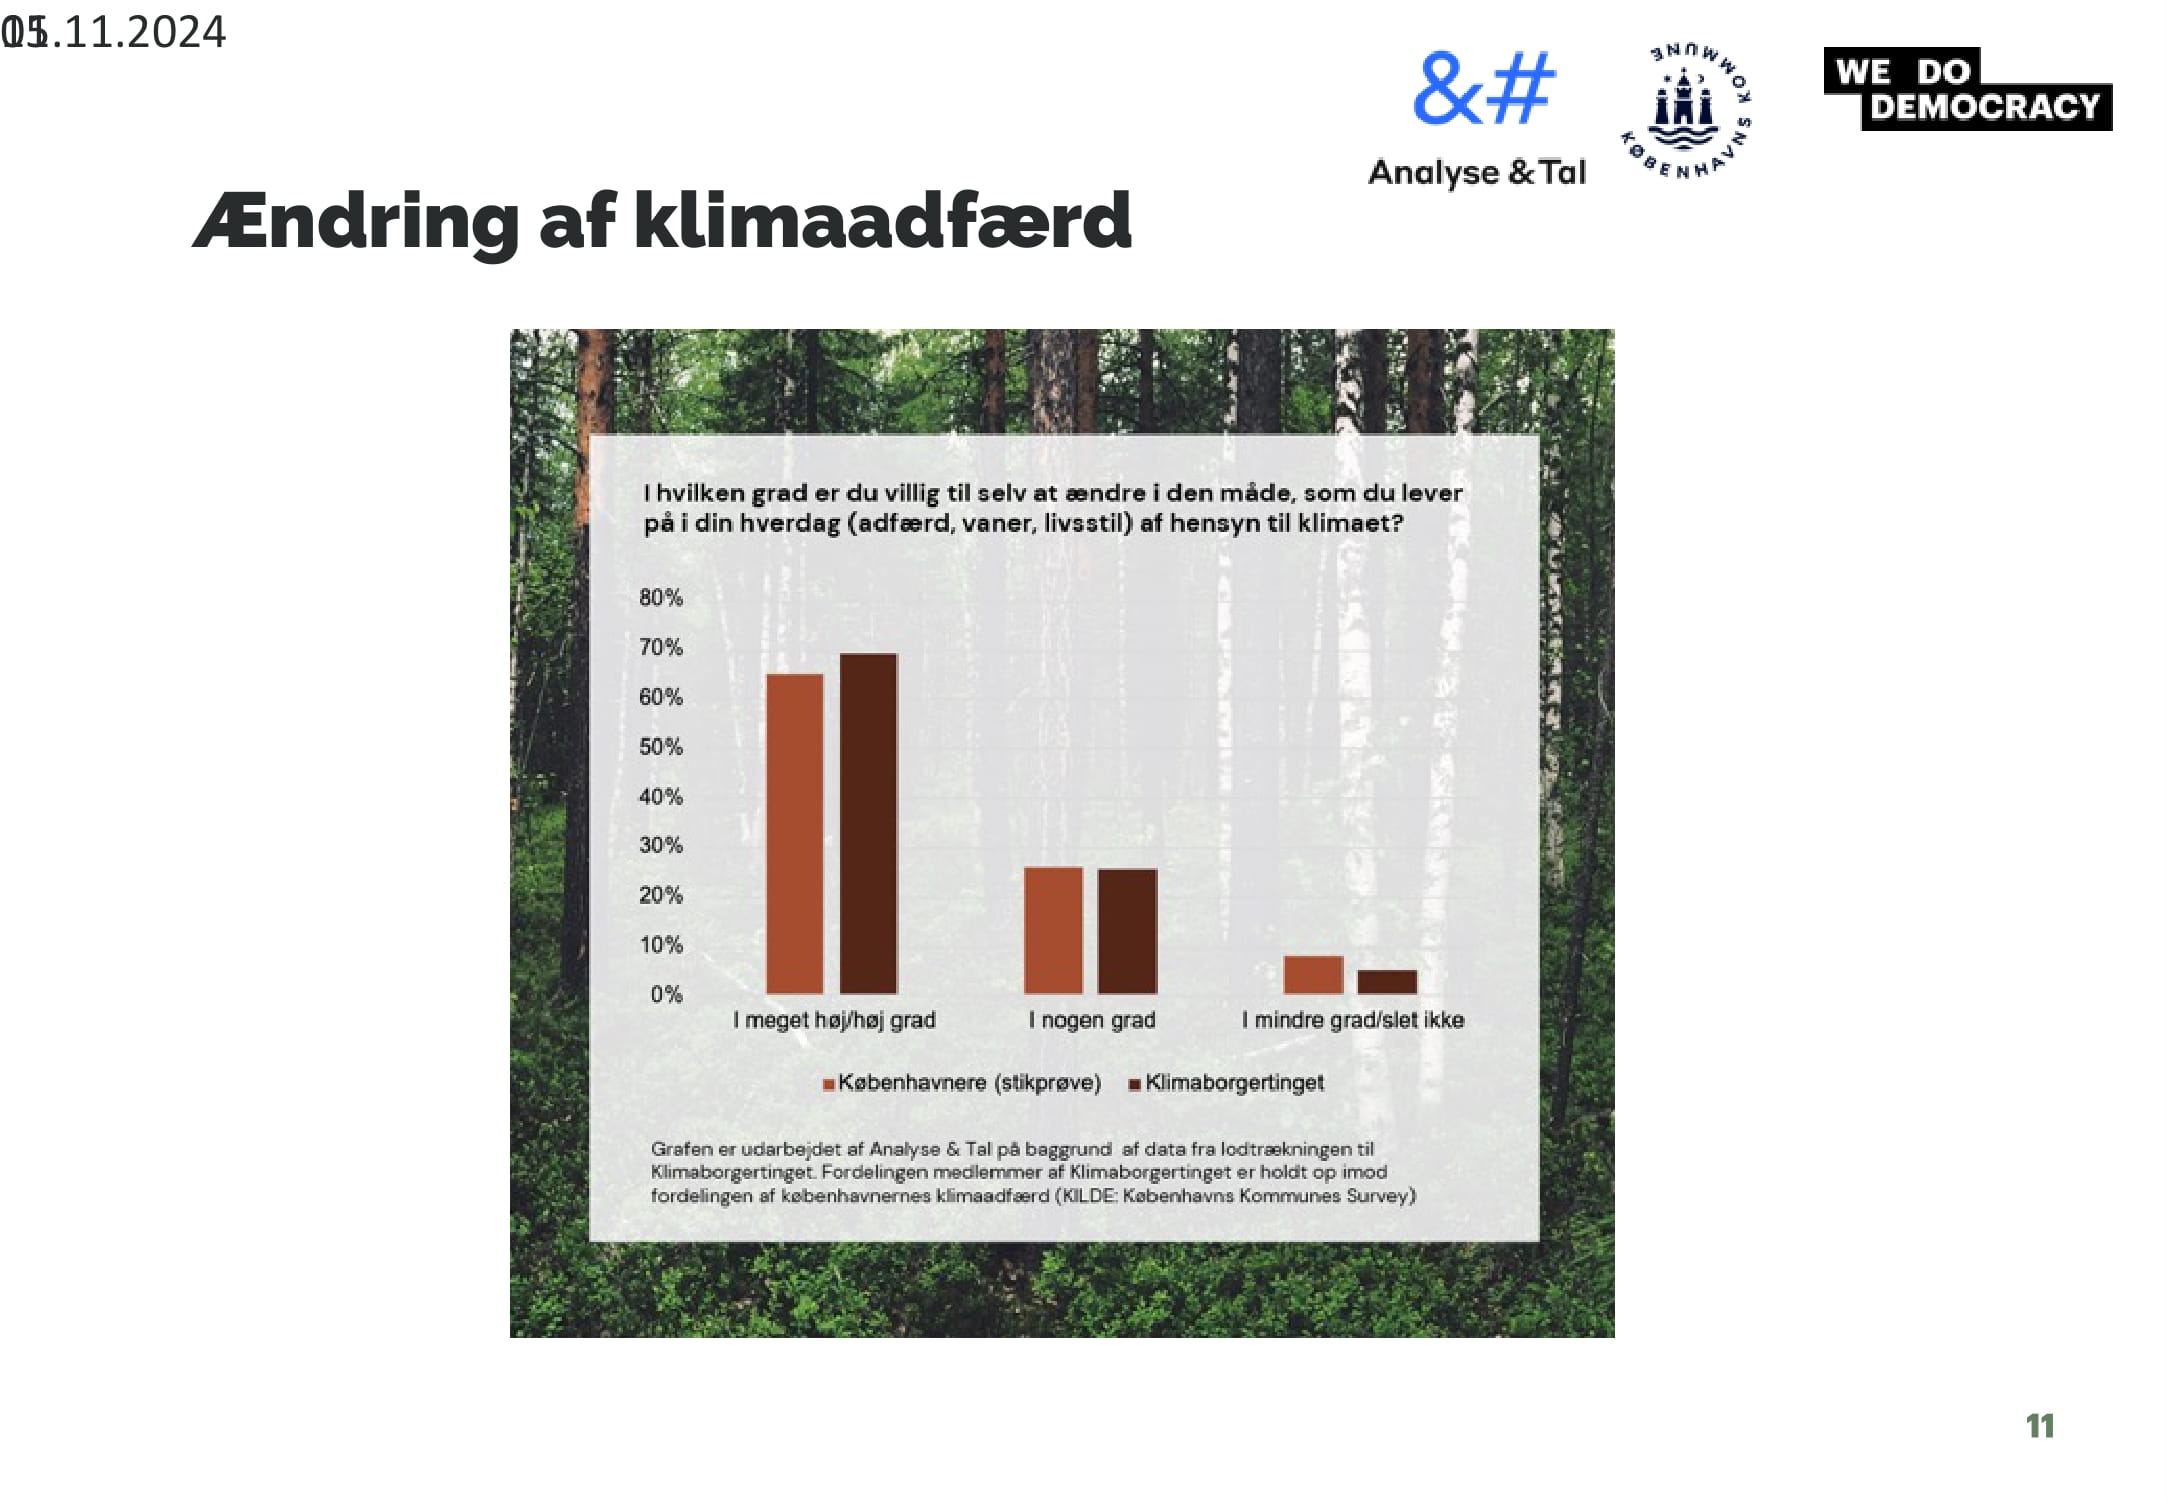 .11.2024
&#
Analyse & Tal
KØBENHAVNS KOMMUNE
WE DO
DEMOCRACY
Ændring af klimaadfærd
I hvilken grad er du villig til selv at ændre i den måde, som du lever
på i din hverdag (adfærd, vaner, livsstil) af hensyn til klimaet?
80%
70%
60%
50%
40%
30%
20%
10%
0%
I meget høj/høj grad I nogen grad I mindre grad/slet ikke
Københavnere (stikprøve) Klimaborgertinget
Grafen er udarbejdet af Analyse & Tal på baggrund af data fra lodtrækningen til
Klimaborgertinget. Fordelingen medlemmer af Klimaborgertinget er holdt op imod
fordelingen af københavnernes klimaadfærd (KILDE: Københavns Kommunes Survey)
11